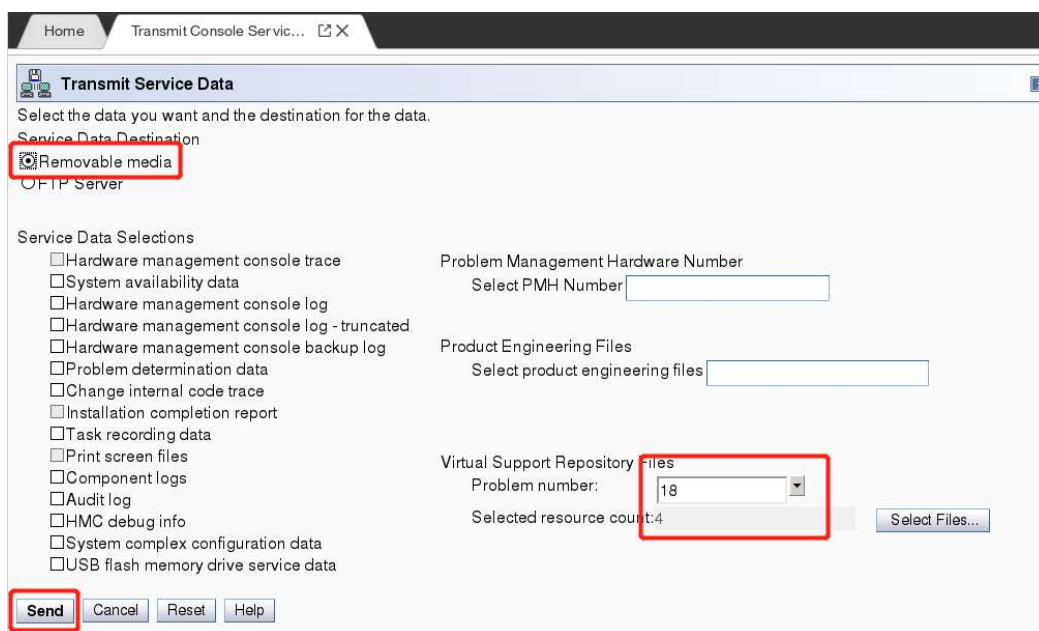 Home
Transmit Console Servic...
Transmit Service Data
Select the data you want and the destination for the data.
Service Data Destination
Removable media
FTP Server
Service Data Selections
Hardware management console trace
System availability data
Hardware management console log
Hardware management console log - truncated
Hardware management console backup log
Problem determination data
Change internal code trace
Installation completion report
Task recording data
Print screen files
Component logs
Audit log
HMC debug info
System complex configuration data
USB flash memory drive service data
Problem Management Hardware Number
Select PMH Number
Product Engineering Files
Select product engineering files
Virtual Support Repository Files
Problem number: 18
Selected resource count:4
Select Files...
Send Cancel Reset Help